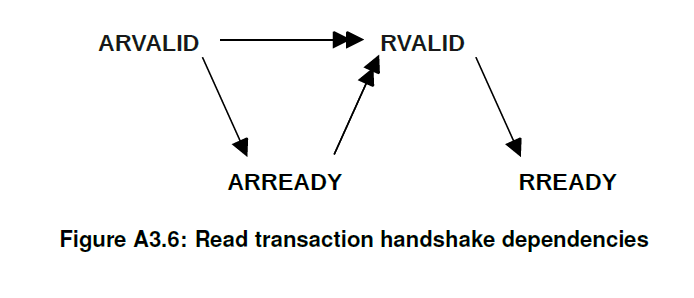 ARVALID RVALID
ARREADY RREADY
Figure A3.6: Read transaction handshake dependencies